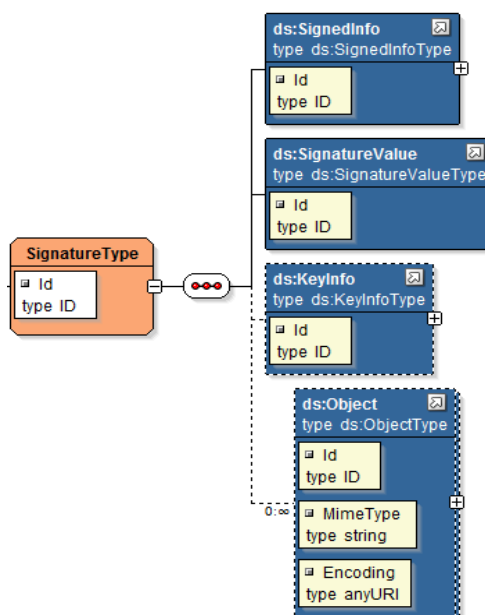 ds:SignedInfo
type ds:SignedInfoType
Id
type ID
ds:SignatureValue
type ds:SignatureValueType
Id
type ID
SignatureType
Id
type ID
ds:KeyInfo
type ds:KeyInfoType
Id
type ID
ds:Object
type ds:ObjectType
Id
type ID
0:∞
MimeType
type string
Encoding
type anyURI